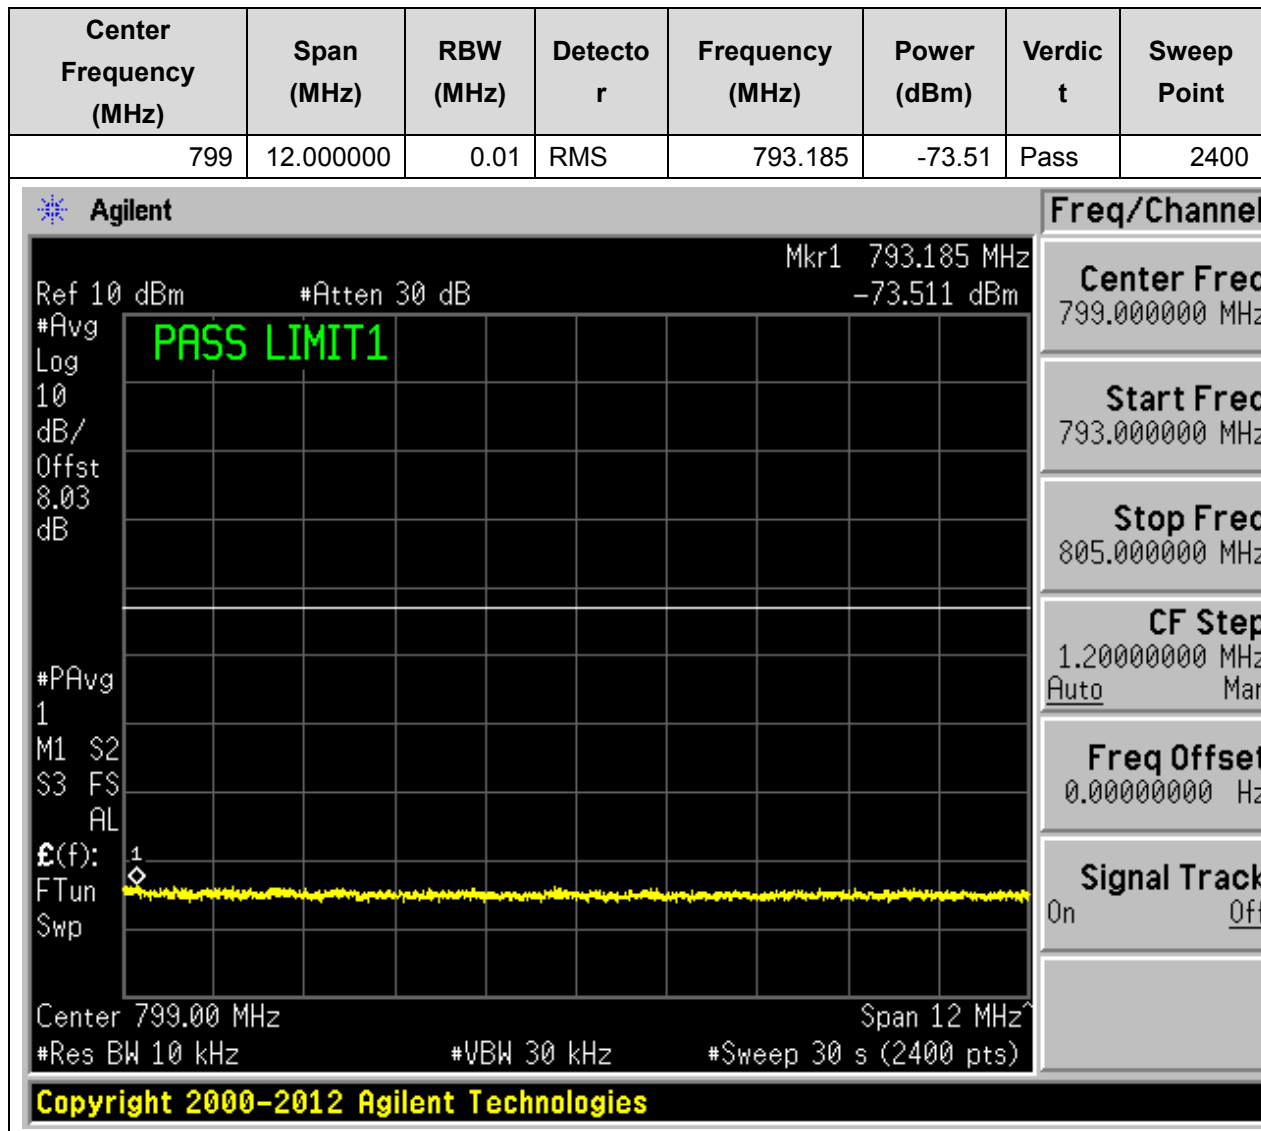 Center Frequency (MHz) Span (MHz) RBW (MHz) Detecto r Frequency (MHz) Power (dBm) Verdic t Sweep Point
799 12.000000 0.01 RMS 793.185 -73.51 Pass 2400
Agilent
Freq/Channel
Mkr1 793.185 MHz
Ref 10 dBm #Atten 30 dB -73.511 dBm
#Avg
Log
10
dB/
Offst
8.03
dB
PASS LIMIT1
#PAvg
1
M1 S2
S3 FS
AL
£(f):
FTun
Swp
1
Center 799.00 MHz Span 12 MHz^
#Res BW 10 kHz #VBW 30 kHz #Sweep 30 s (2400 pts)
Center Freq
799.000000 MHz
Start Freq
793.000000 MHz
Stop Freq
805.000000 MHz
CF Step
1.20000000 MHz
Auto Man
Freq Offset
0.00000000 Hz
Signal Track
On Off
Copyright 2000-2012 Agilent Technologies